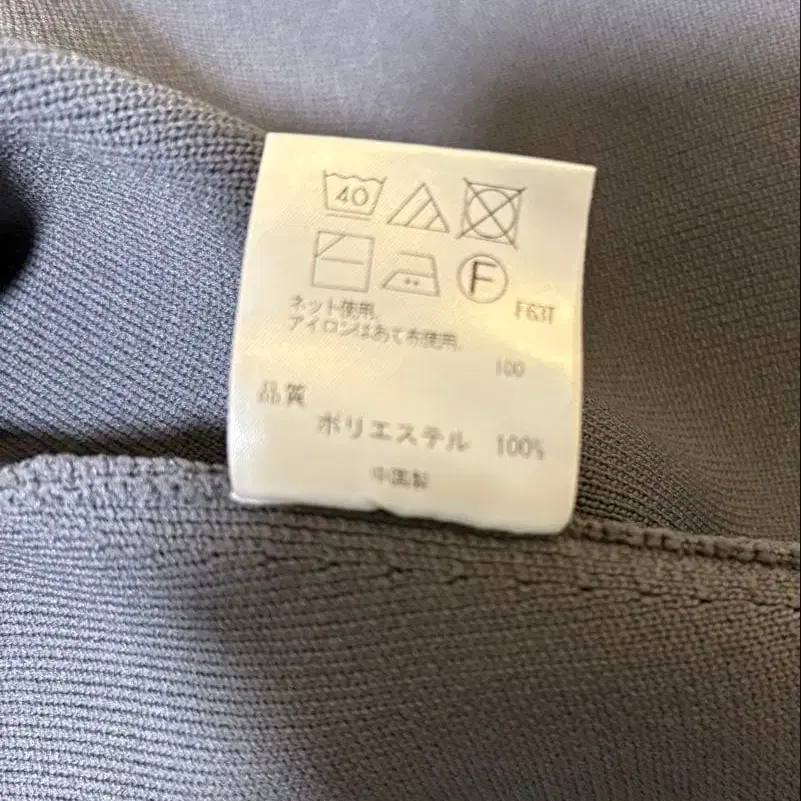 40
F
ネット使用.
アイロンはあて布使用.
F63T
100
品質
ポリエステル 100%
中国製